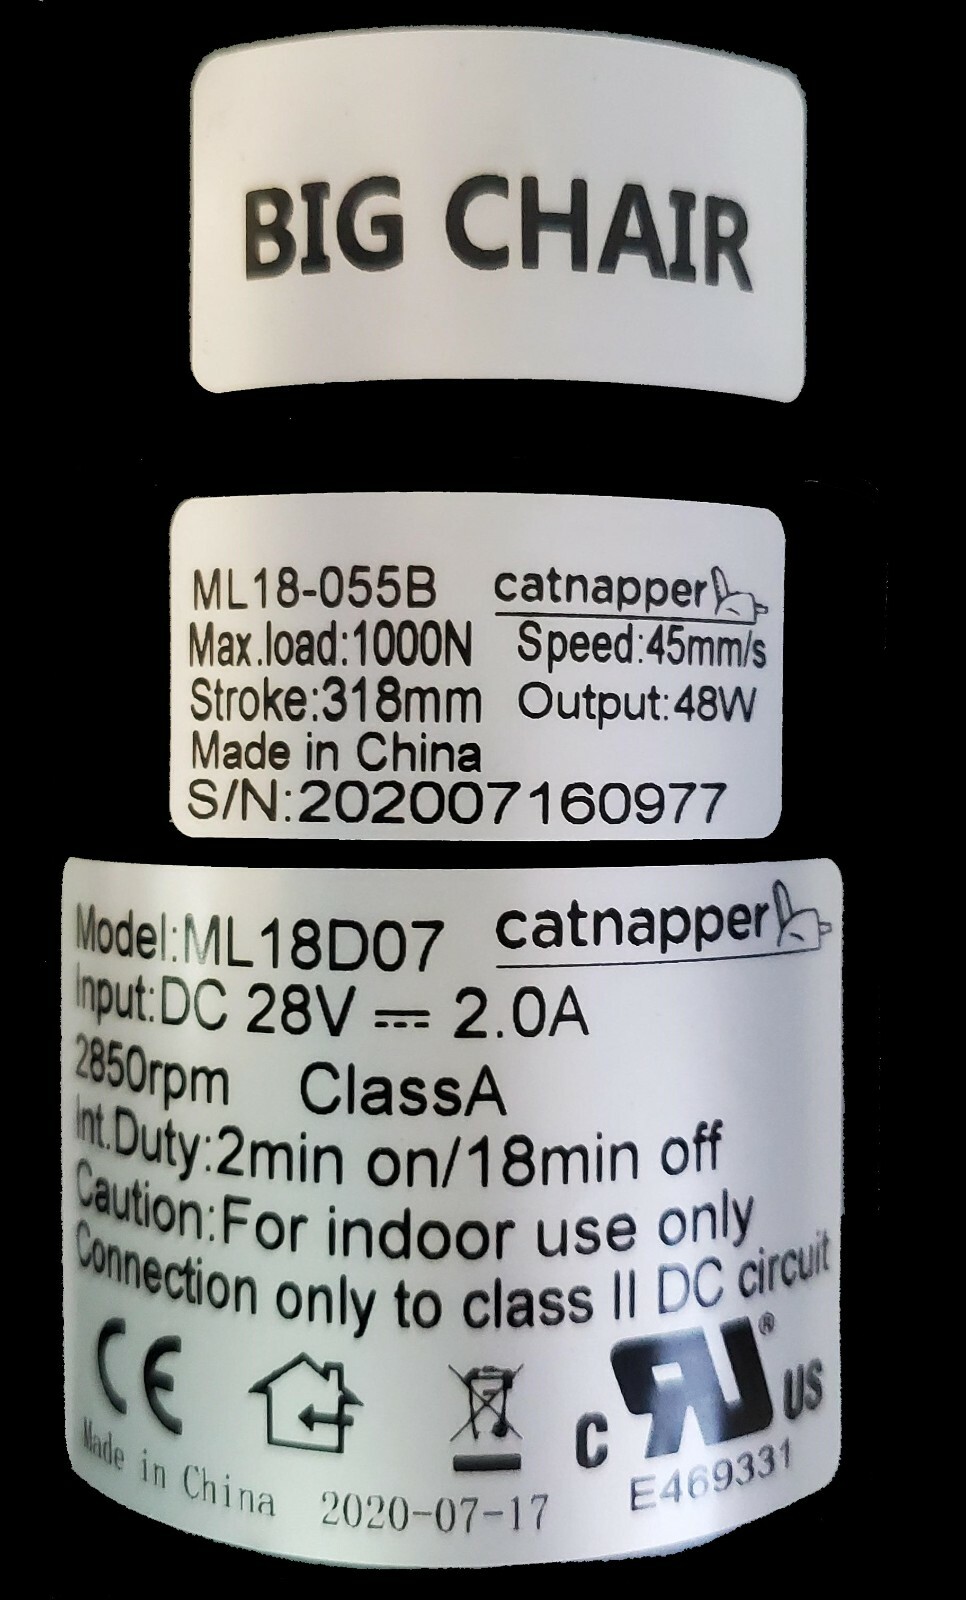 BIG CHAIR
ML18-055B catnapper
Max.load:1000N Speed:45mm/s
Stroke:318mm Output:48W
Made in China
S/N:202007160977
Model:ML18D07 catnapper
Input:DC 28V ⎓ 2.0A
2850rpm ClassA
Int.Duty:2min on/18min off
Caution:For indoor use only
Connection only to class II DC circuit
CE c RU ® US
Made in China 2020-07-17 E469331